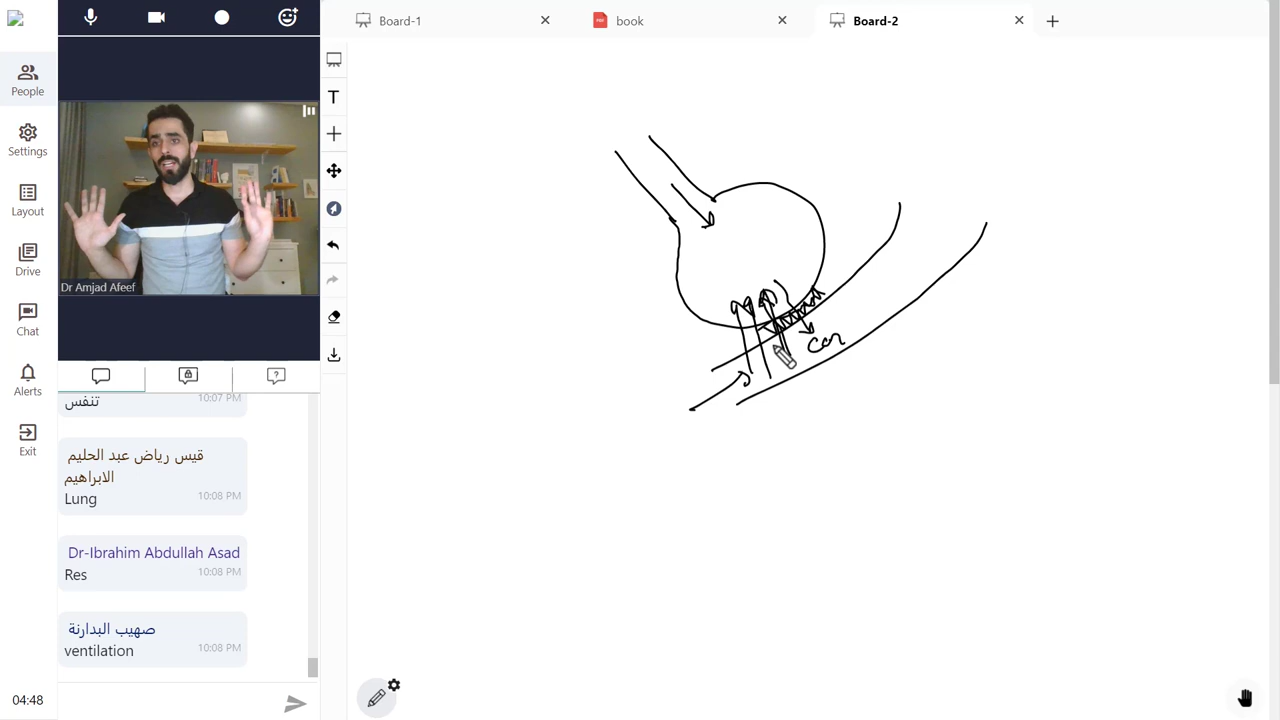 Board-1
book
Board-2
People
Settings
Layout
Drive
Chat
Alerts
Exit
04:48
T
Dr Amjad Afeef
تنفس
10:07 PM
قيس رياض عبد الحليم
الابراهيم
Lung
10:08 PM
Dr-Ibrahim Abdullah Asad
Res
10:08 PM
صهيب البدارنة
ventilation
10:08 PM